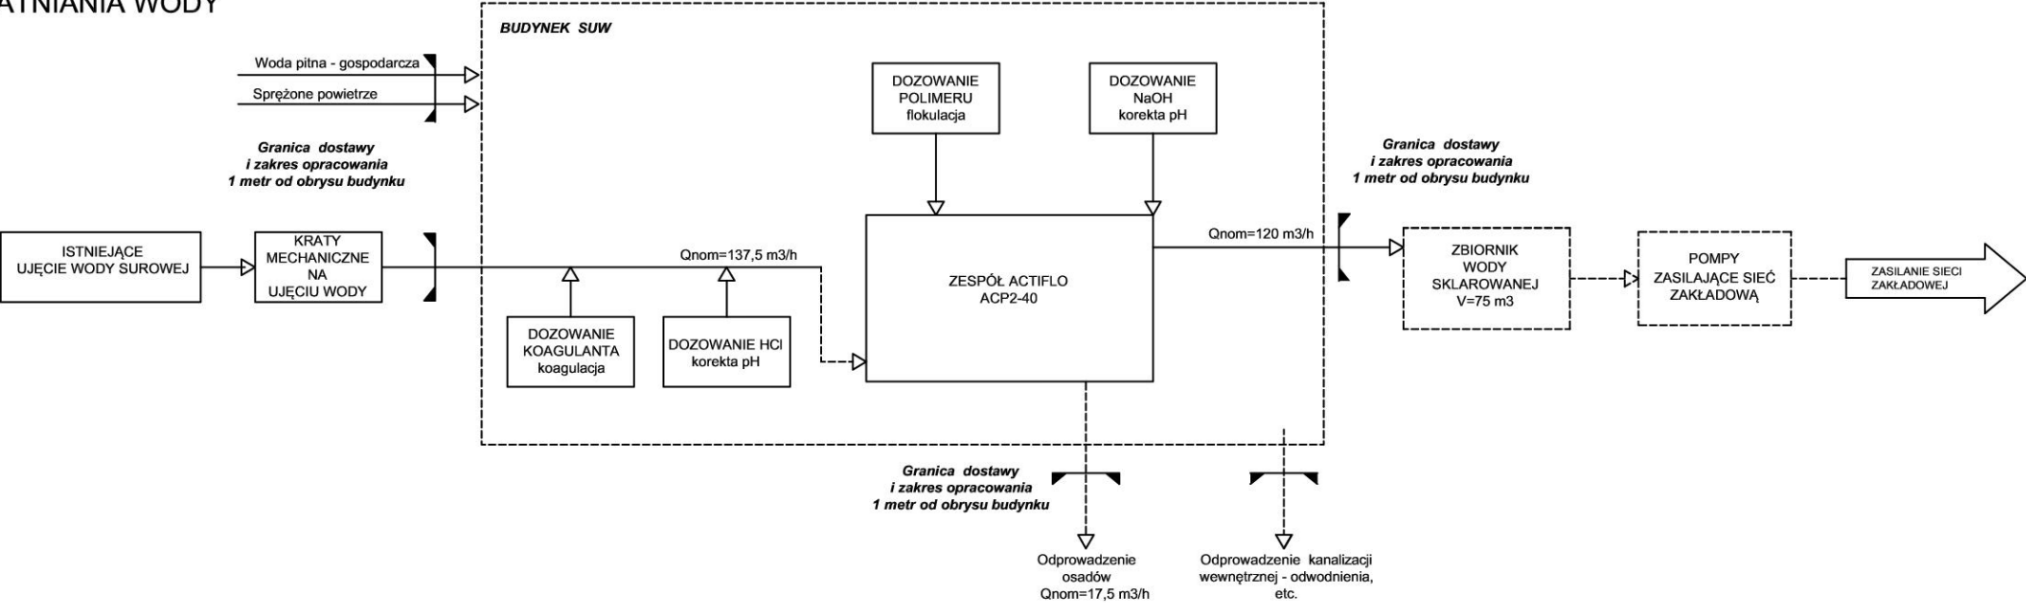 WODY
BUDYNEK SUW
Woda pitna - gospodarcza
Sprężone powietrze
Granica dostawy
i zakres opracowania
1 metr od obrysu budynku
DOZOWANIE
POLIMERU
flokulacja
DOZOWANIE
NaOH
korekta pH
Granica dostawy
i zakres opracowania
1 metr od obrysu budynku
ISTNIEJĄCE
UJĘCIE WODY SUROWEJ
KRATY
MECHANICZNE
NA
UJĘCIU WODY
Qnom=137,5 m3/h
DOZOWANIE
KOAGULANTA
koagulacja
DOZOWANIE HCl
korekta pH
ZESPÓŁ ACTIFLO
ACP2-40
Qnom=120 m3/h
ZBIORNIK
WODY
SKLAROWANEJ
V=75 m3
POMPY
ZASILAJĄCE SIEĆ
ZAKŁADOWĄ
ZASILANIE SIECI
ZAKŁADOWEJ
Granica dostawy
i zakres opracowania
1 metr od obrysu budynku
Odprowadzenie
osadów
Qnom=17,5 m3/h
Odprowadzenie kanalizacji
wewnętrznej - odwodnienia,
etc.